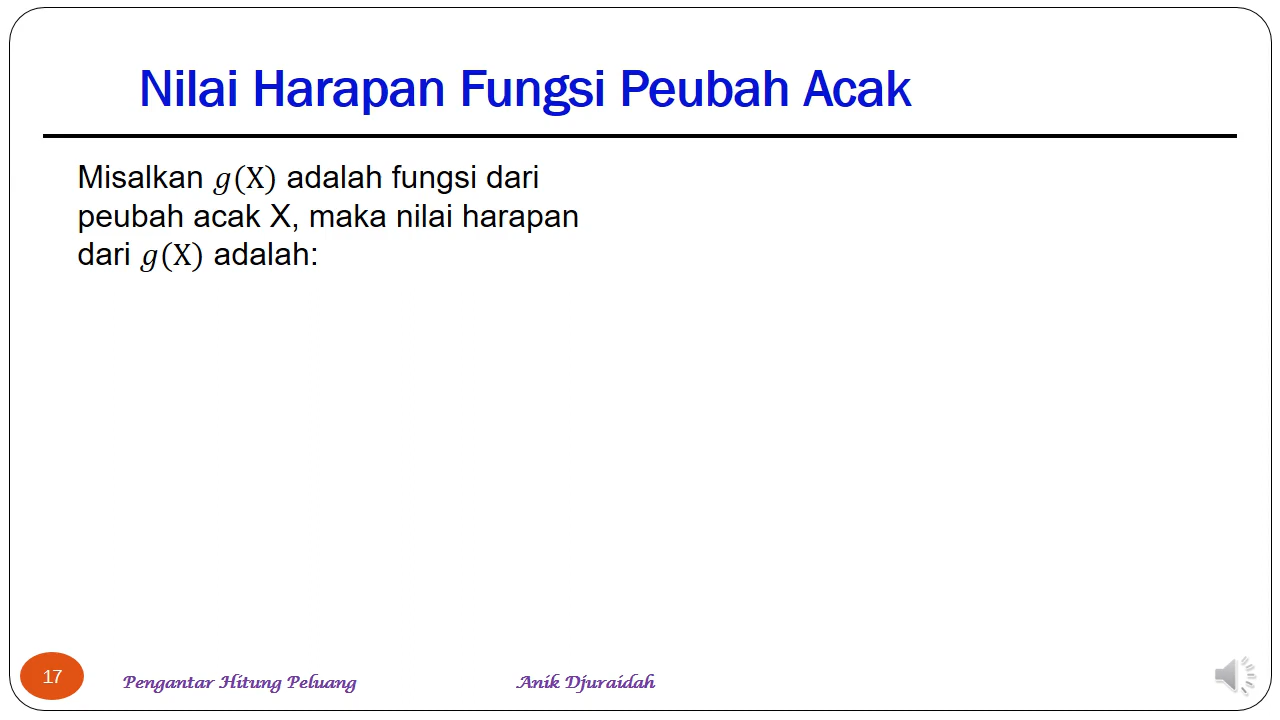 Nilai Harapan Fungsi Peubah Acak
Misalkan 𝑔(X) adalah fungsi dari
peubah acak X, maka nilai harapan
dari 𝑔(X) adalah:
17
Pengantar Hitung Peluang
Anik Djuraidah